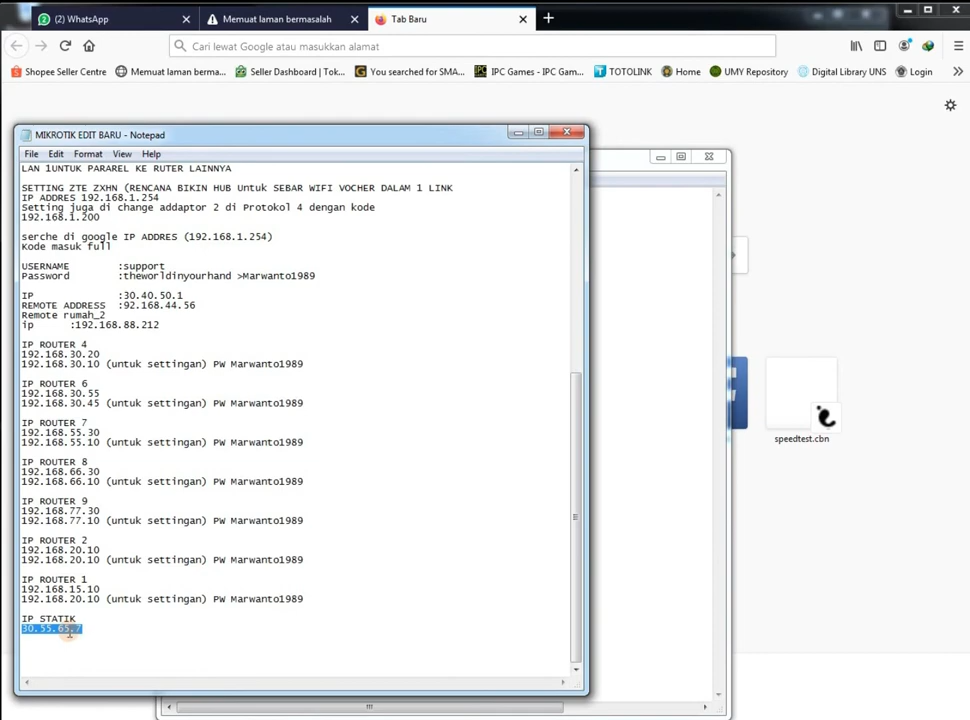 (2) WhatsApp
Memuat laman bermasalah
Tab Baru
Cari lewat Google atau masukkan alamat
Shopee Seller Centre
Memuat laman berma...
Seller Dashboard | Tok...
You searched for SMA...
IPC Games - IPC Gam...
TOTOLINK
Home
UMY Repository
Digital Library UNS
Login
MIKROTIK EDIT BARU - Notepad
File Edit Format View Help
LAN 1UNTUK PARAREL KE RUTER LAINNYA
SETTING ZTE ZXHN (RENCANA BIKIN HUB Untuk SEBAR WIFI VOCHER DALAM 1 LINK
IP ADDRES 192.168.1.254
Setting juga di change addaptor 2 di Protokol 4 dengan kode
192.168.1.200
serche di google IP ADDRES (192.168.1.254)
Kode masuk full
USERNAME :support
Password :theworldinyourhand >Marwanto1989
IP :30.40.50.1
REMOTE ADDRESS :92.168.44.56
Remote rumah_2
ip :192.168.88.212
IP ROUTER 4
192.168.30.20
192.168.30.10 (untuk settingan) PW Marwanto1989
IP ROUTER 6
192.168.30.55
192.168.30.45 (untuk settingan) PW Marwanto1989
IP ROUTER 7
192.168.55.30
192.168.55.10 (untuk settingan) PW Marwanto1989
IP ROUTER 8
192.168.66.30
192.168.66.10 (untuk settingan) PW Marwanto1989
IP ROUTER 9
192.168.77.30
192.168.77.10 (untuk settingan) PW Marwanto1989
IP ROUTER 2
192.168.20.10
192.168.20.10 (untuk settingan) PW Marwanto1989
IP ROUTER 1
192.168.15.10
192.168.20.10 (untuk settingan) PW Marwanto1989
IP STATIK
30.55.65.7
speedtest.cbn